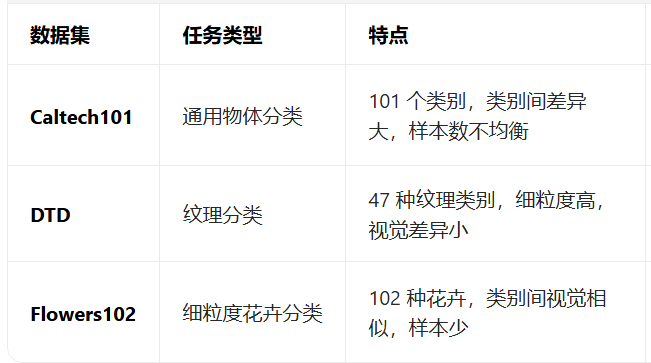 数据集 任务类型 特点
Caltech101 通用物体分类 101 个类别，类别间差异
大，样本数不均衡
DTD 纹理分类 47 种纹理类别，细粒度高，
视觉差异小
Flowers102 细粒度花卉分类 102 种花卉，类别间视觉相
似，样本少